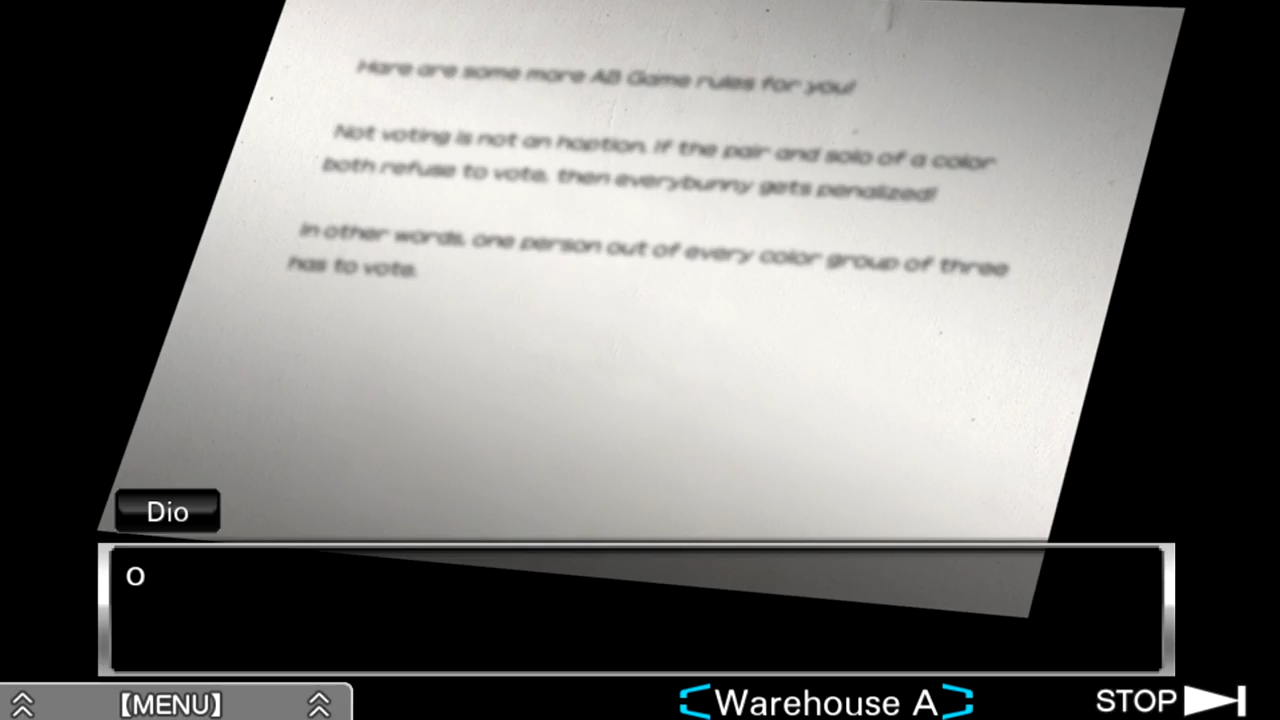 Hare are some more AB Game rules for you!
Not voting is not an hoption. If the pair and solo of a color
both refuse to vote, then everybunny gets penalized!
In other words, one person out of every color group of three
has to vote.
Dio
O
【MENU】
Warehouse A
STOP